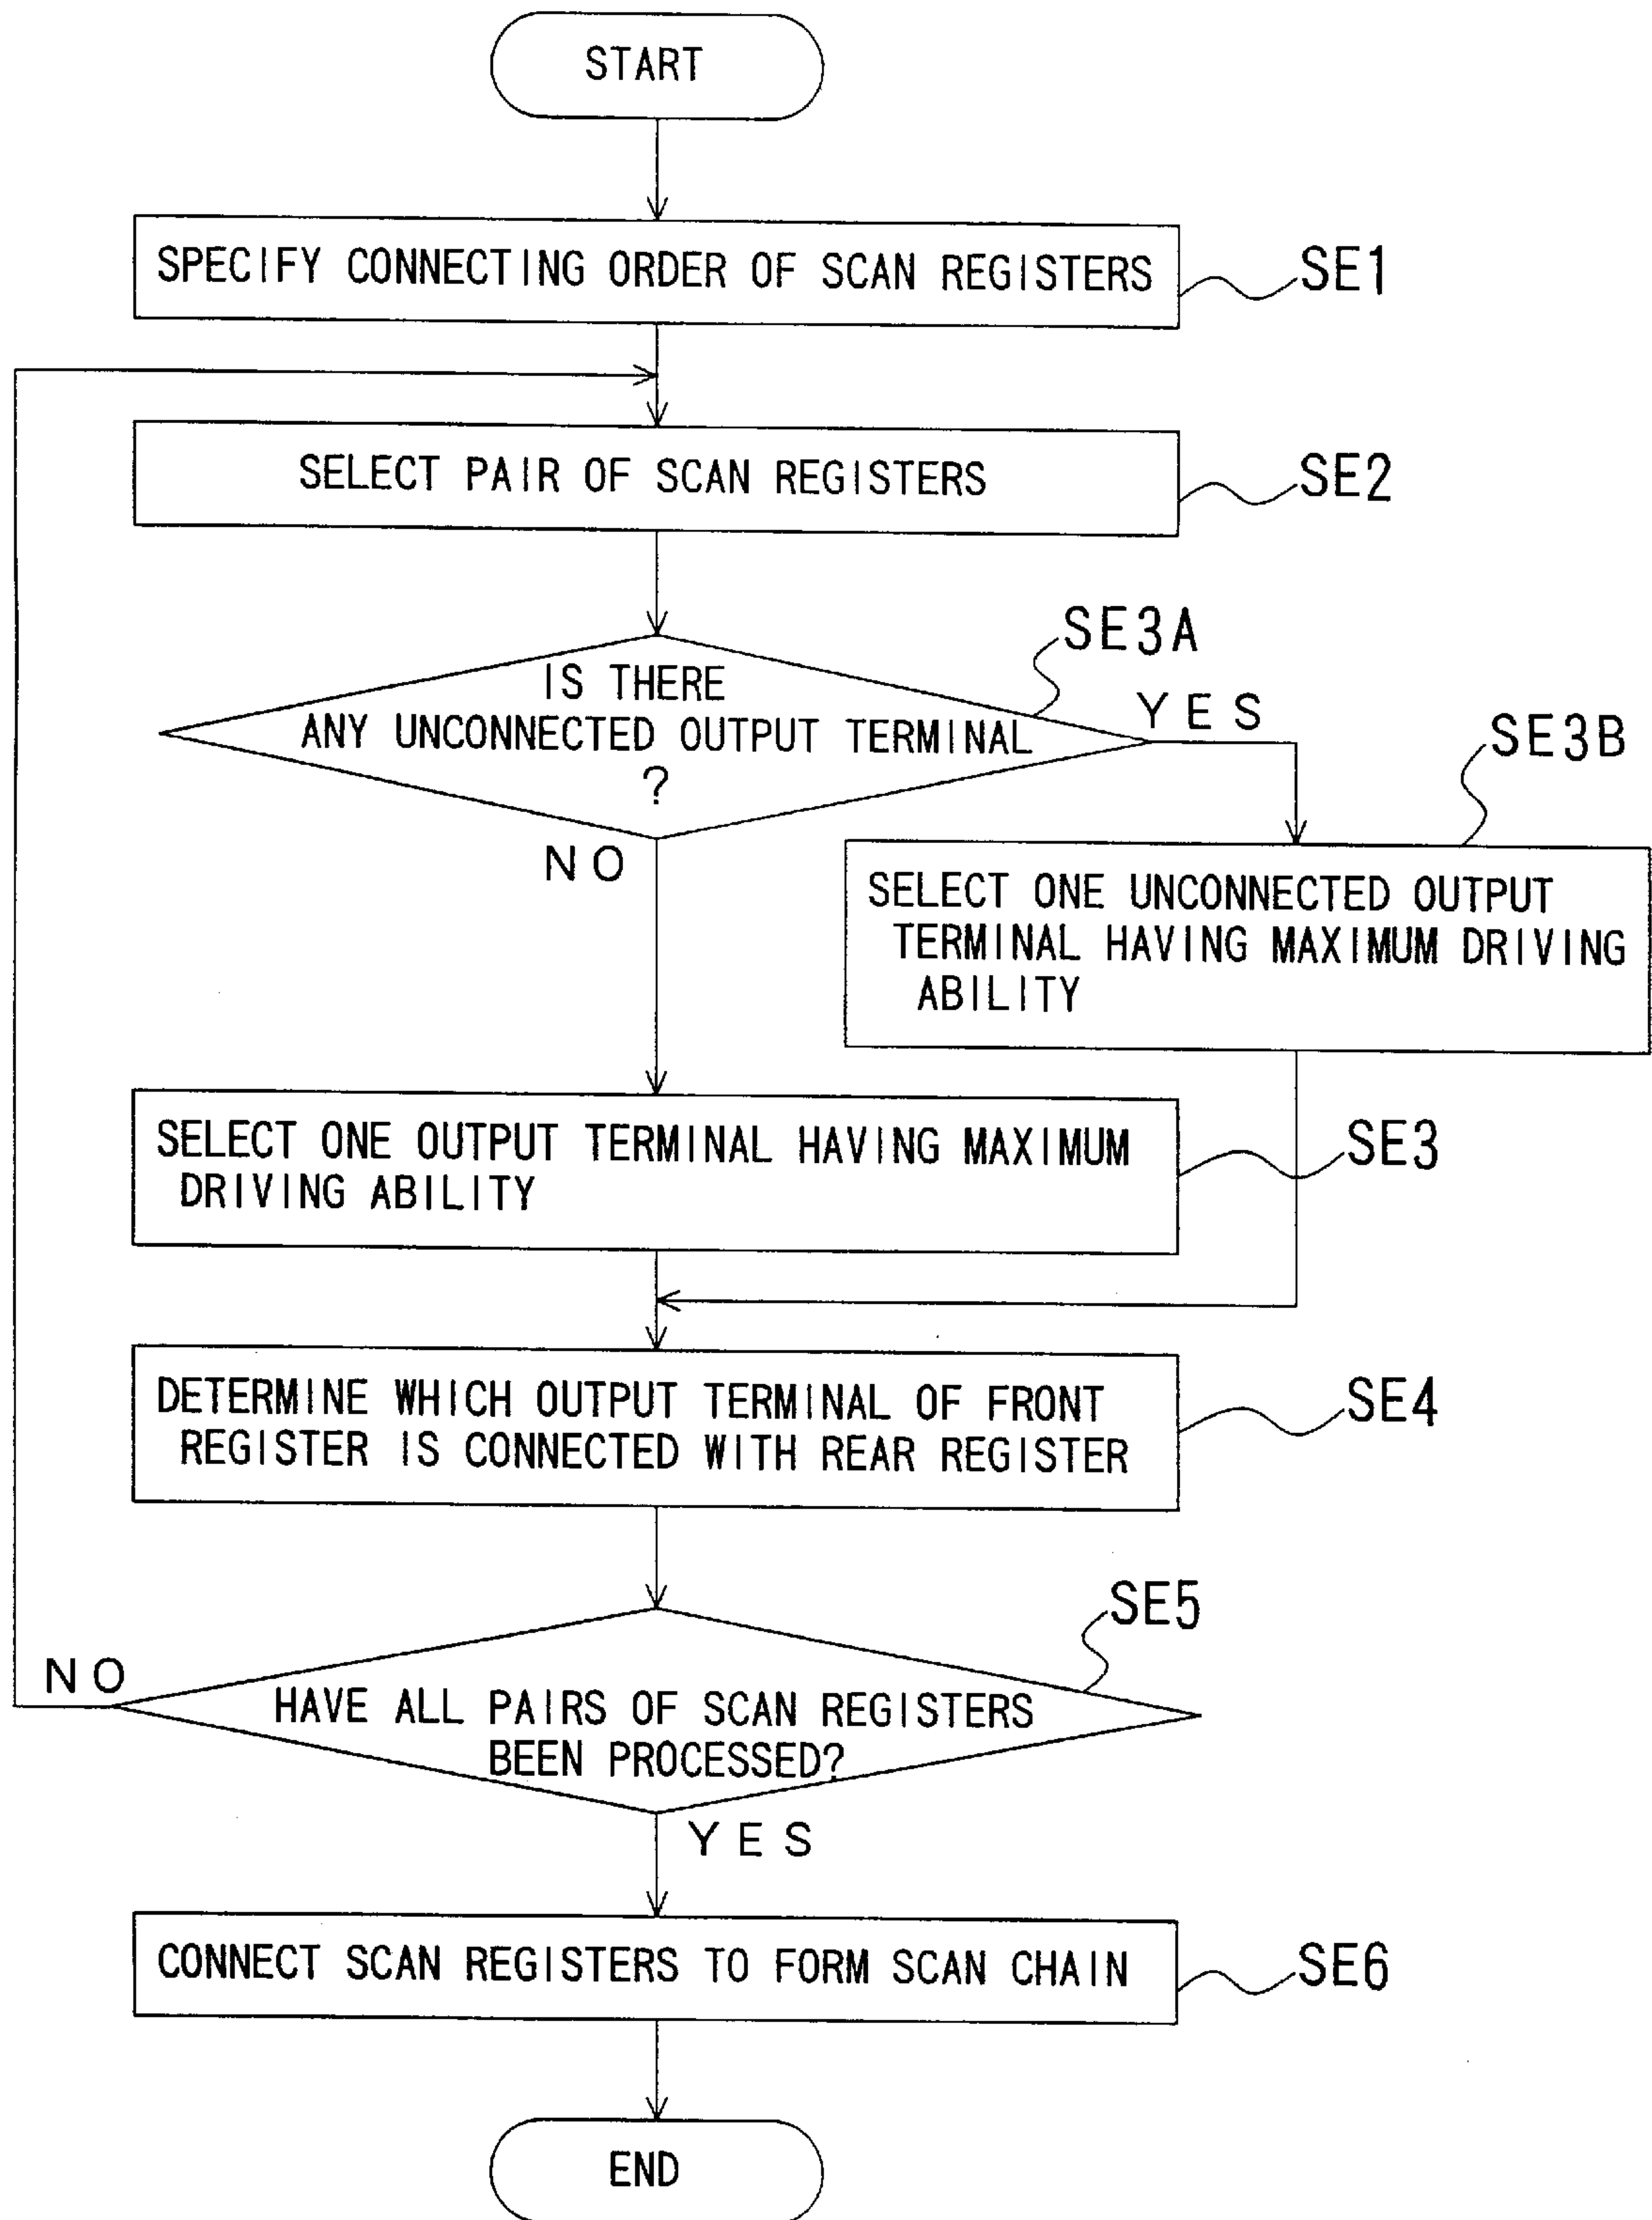 START
SPECIFY CONNECTING ORDER OF SCAN REGISTERS
SE1
SELECT PAIR OF SCAN REGISTERS
SE2
SE3A
IS THERE
ANY UNCONNECTED OUTPUT TERMINAL
?
YES
SE3B
NO
SELECT ONE UNCONNECTED OUTPUT
TERMINAL HAVING MAXIMUM DRIVING
ABILITY
SELECT ONE OUTPUT TERMINAL HAVING MAXIMUM
DRIVING ABILITY
SE3
DETERMINE WHICH OUTPUT TERMINAL OF FRONT
REGISTER IS CONNECTED WITH REAR REGISTER
SE4
SE5
NO
HAVE ALL PAIRS OF SCAN REGISTERS
BEEN PROCESSED?
YES
CONNECT SCAN REGISTERS TO FORM SCAN CHAIN
SE6
END